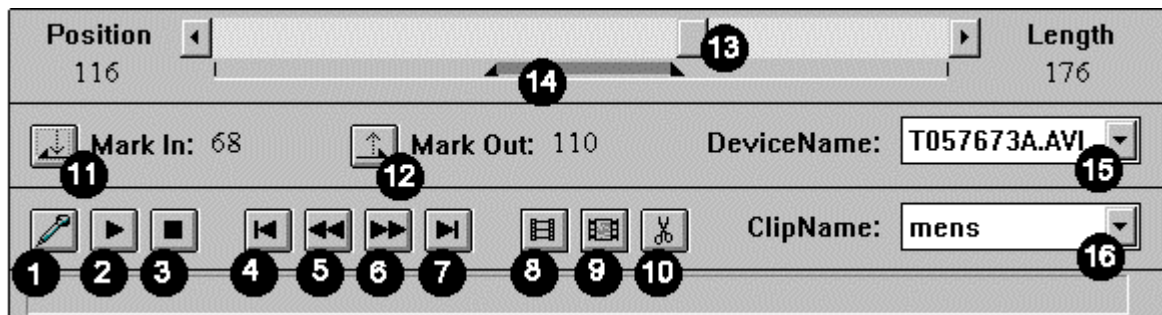 Position 13 Length
116 14 176
Mark In: 68 Mark Out: 110 DeviceName: T057673A.AVI
11 12 15
ClipName: mens
1 2 3 4 5 6 7 8 9 10 16